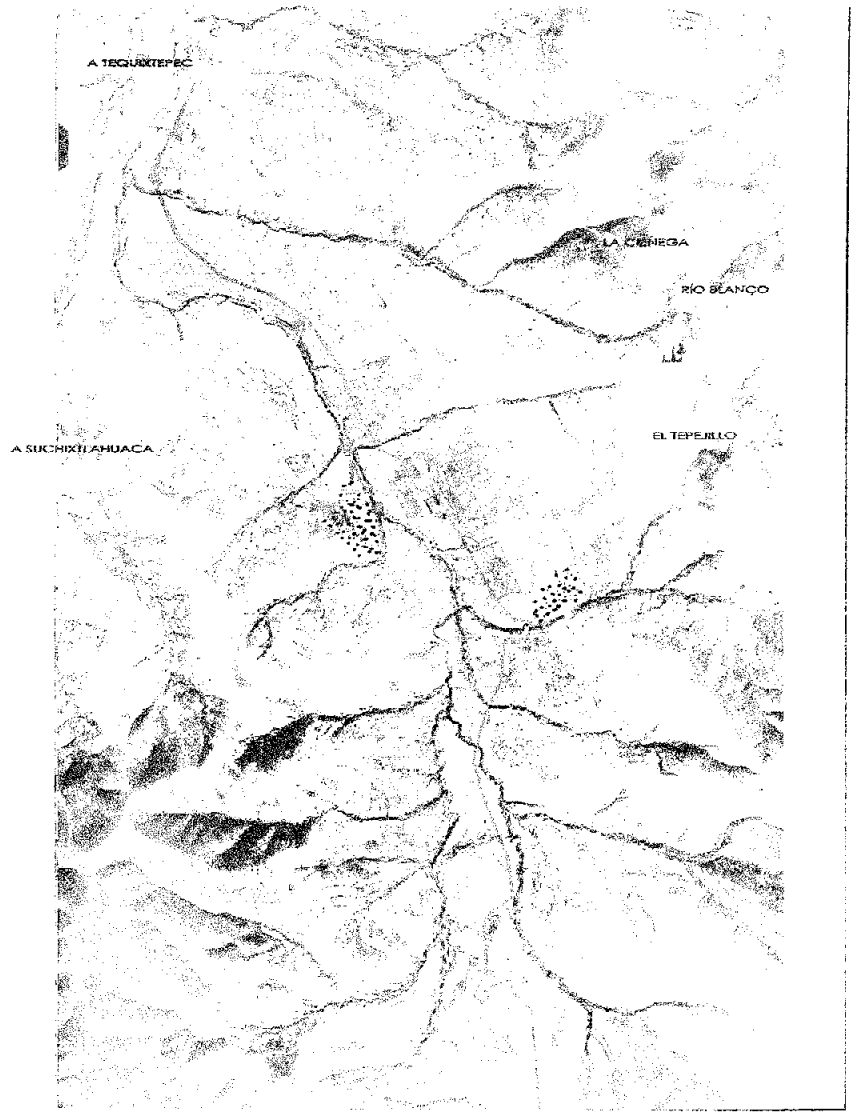 A TEQUIXTEPEC
LA CIENEGA
RÍO BLANCO
EL TEPEJILLO
A SUCHIXTLAHUACA